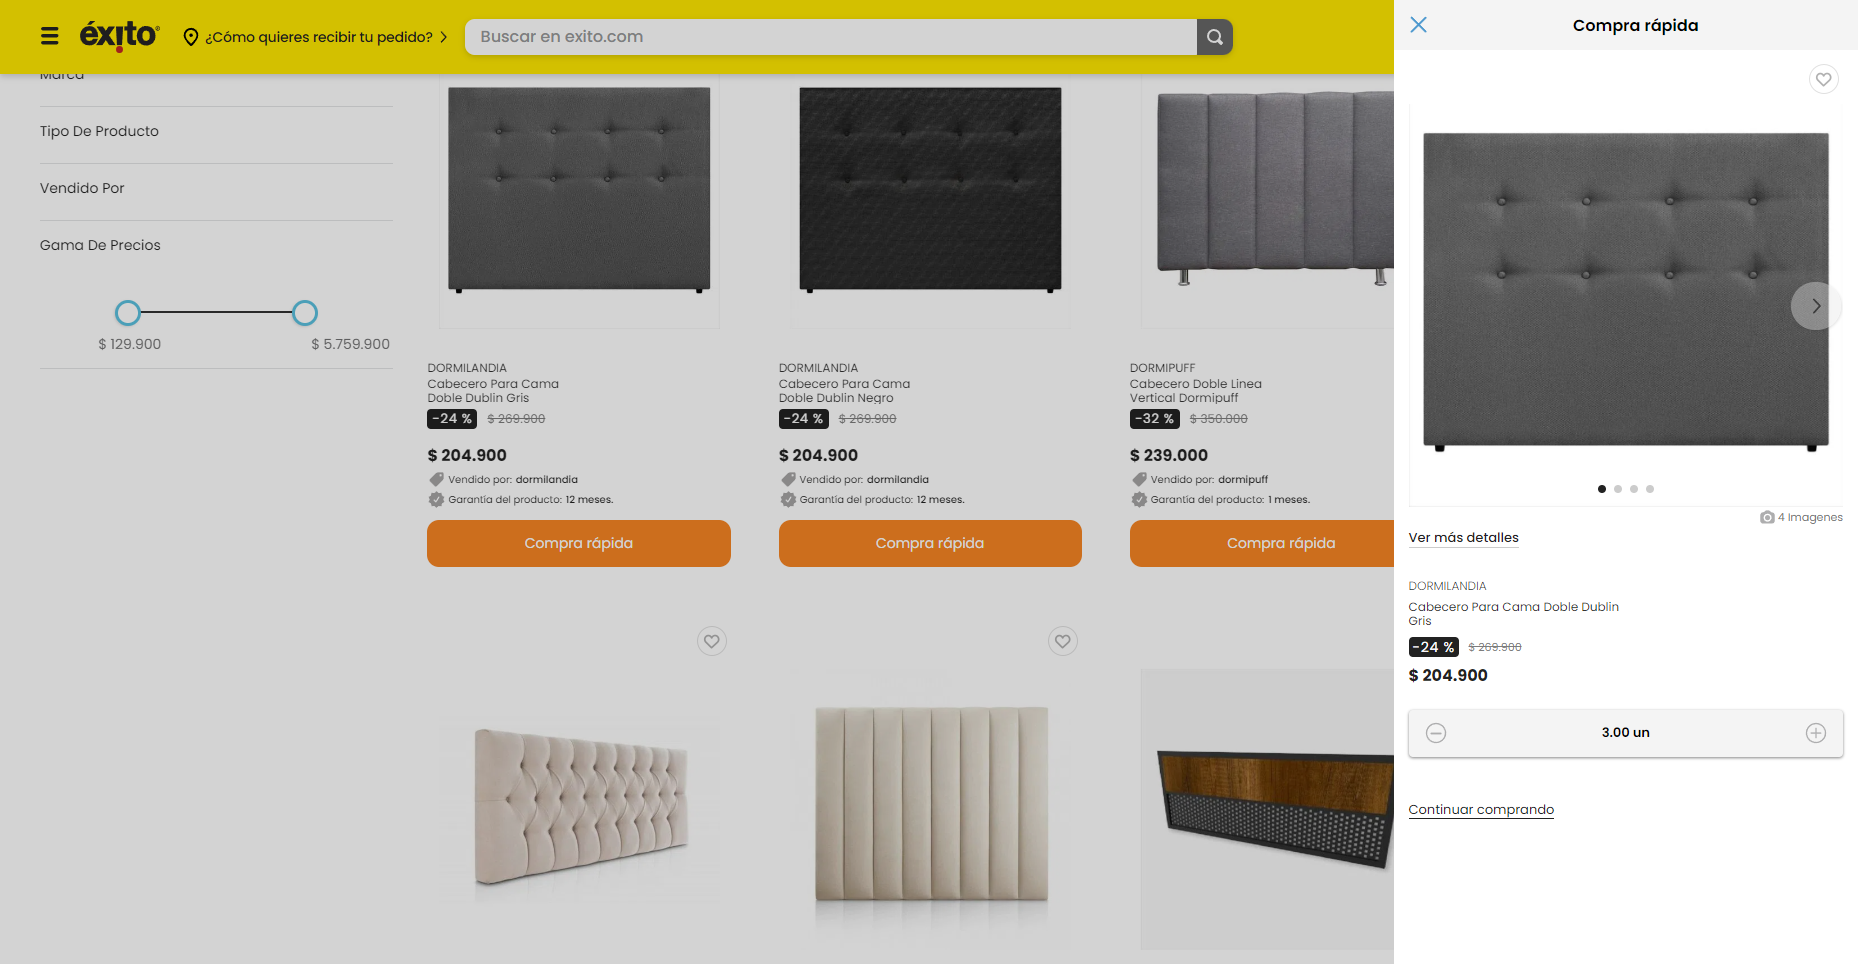 éxito
¿Cómo quieres recibir tu pedido?
Buscar en exito.com
Marca
Tipo De Producto
Vendido Por
Gama De Precios
$ 129.900
$ 5.759.900
DORMILANDIA
Cabecero Para Cama
Doble Dublin Gris
-24 %
$ 269.900
$ 204.900
Vendido por: dormilandia
Garantía del producto: 12 meses.
Compra rápida
DORMILANDIA
Cabecero Para Cama
Doble Dublin Negro
-24 %
$ 269.900
$ 204.900
Vendido por: dormilandia
Garantía del producto: 12 meses.
Compra rápida
DORMIPUFF
Cabecero Doble Linea
Vertical Dormipuff
-32 %
$ 350.000
$ 239.000
Vendido por: dormipuff
Garantía del producto: 1 meses.
Compra rápida
Compra rápida
4 Imagenes
Ver más detalles
DORMILANDIA
Cabecero Para Cama Doble Dublin
Gris
-24 %
$ 269.900
$ 204.900
3.00 un
Continuar comprando